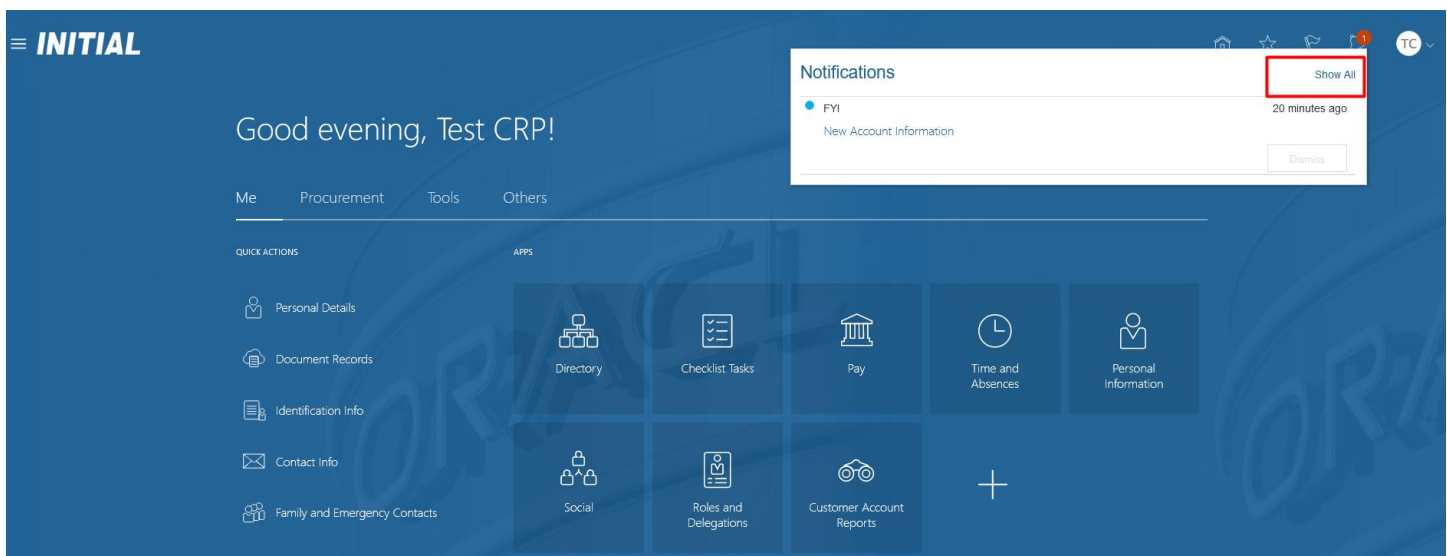 INITIAL
1
TC
Notifications
Show All
FYI
20 minutes ago
New Account Information
Dismiss
Good evening, Test CRP!
Me
Procurement
Tools
Others
QUICK ACTIONS
Personal Details
Document Records
Identification Info
Contact Info
Family and Emergency Contacts
APPS
Directory
Checklist Tasks
Pay
Time and
Absences
Personal
Information
Social
Roles and
Delegations
Customer Account
Reports
ORACL
OR